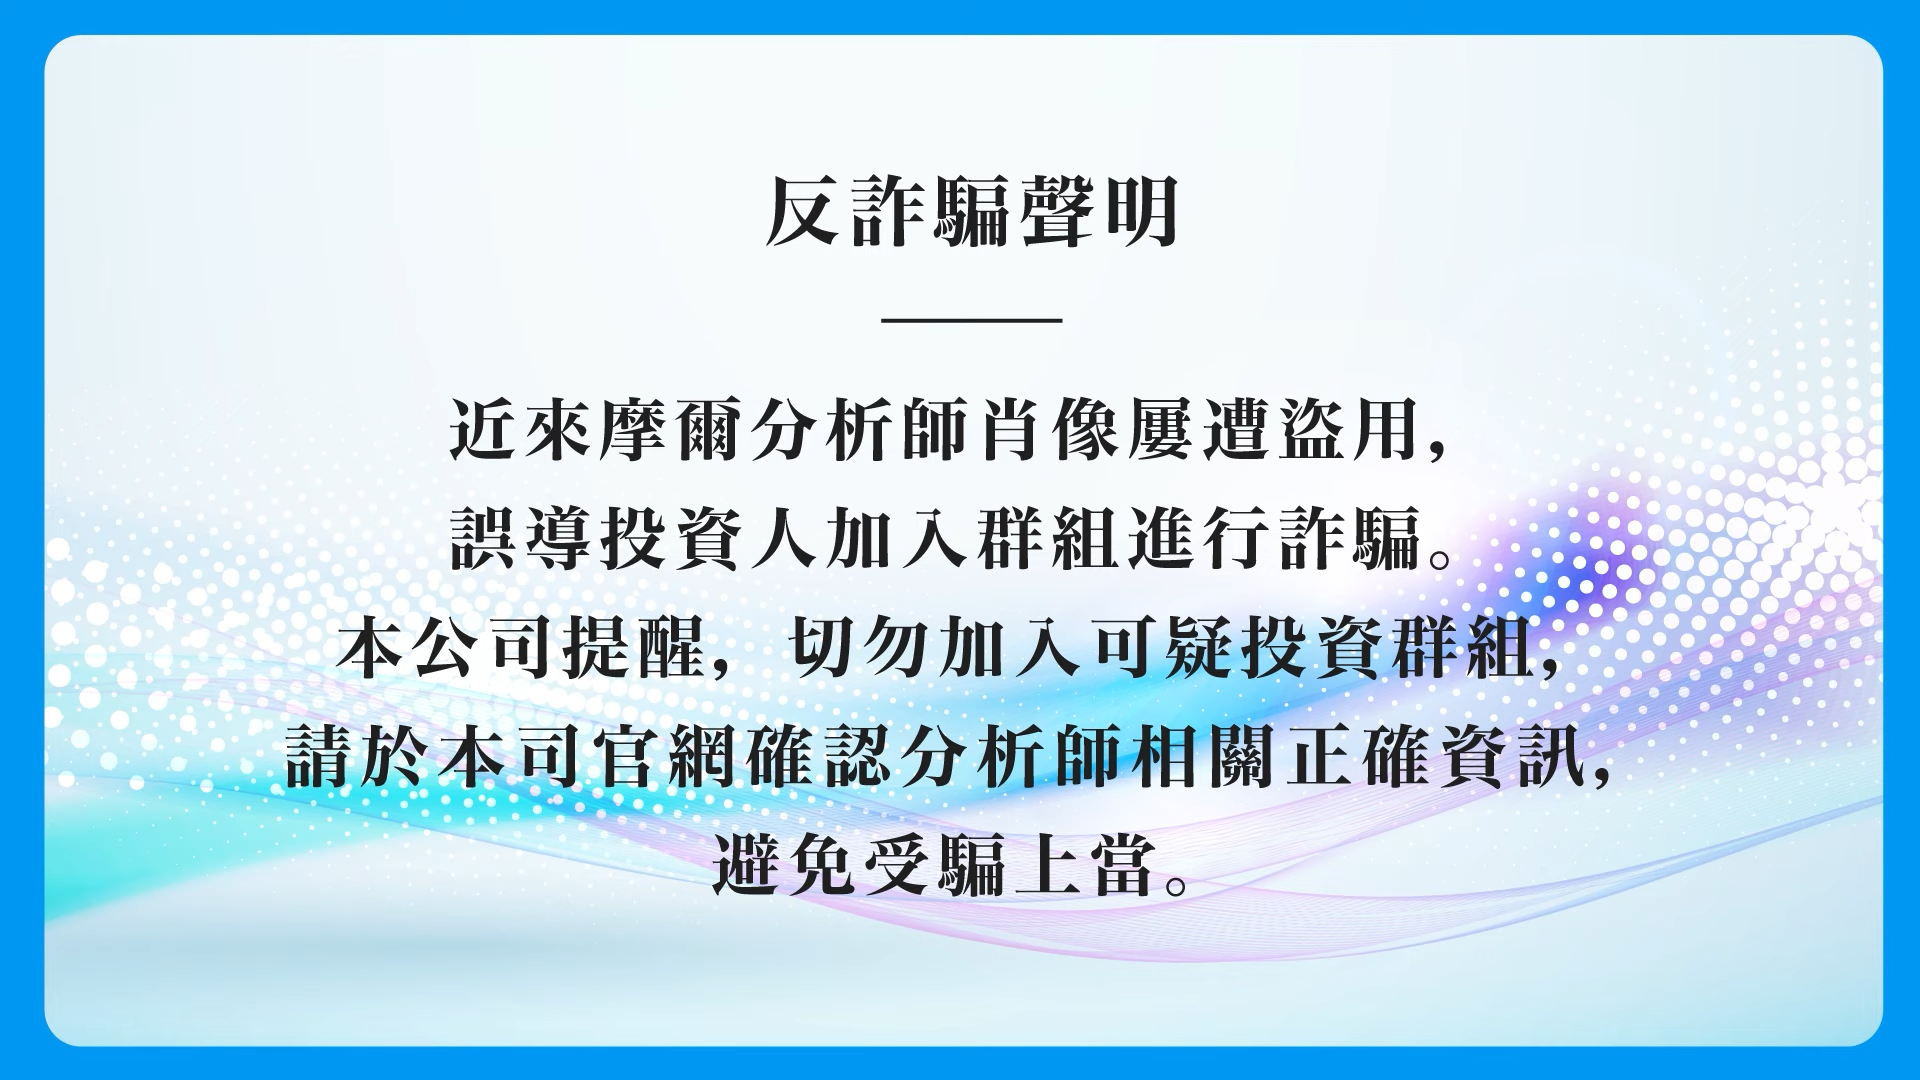 反詐騙聲明
近來摩爾分析師肖像屢遭盜用，
誤導投資人加入群組進行詐騙。
本公司提醒，切勿加入可疑投資群組，
請於本司官網確認分析師相關正確資訊，
避免受騙上當。